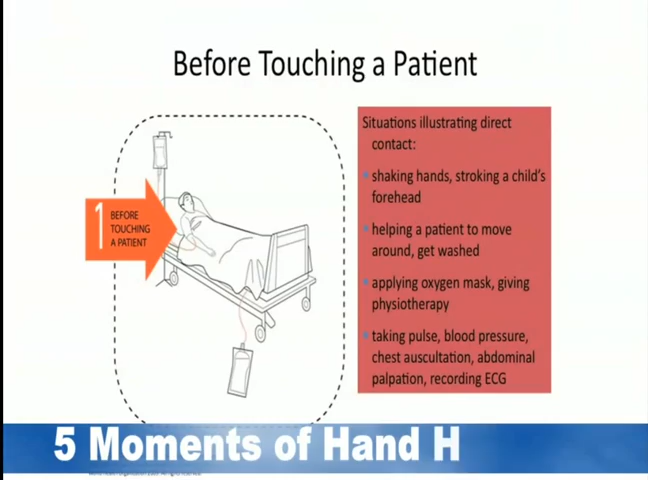 Before Touching a Patient
1 BEFORE
TOUCHING
A PATIENT
Situations illustrating direct
contact:
• shaking hands, stroking a child's
forehead
• helping a patient to move
around, get washed
• applying oxygen mask, giving
physiotherapy
• taking pulse, blood pressure,
chest auscultation, abdominal
palpation, recording ECG
5 Moments of Hand H